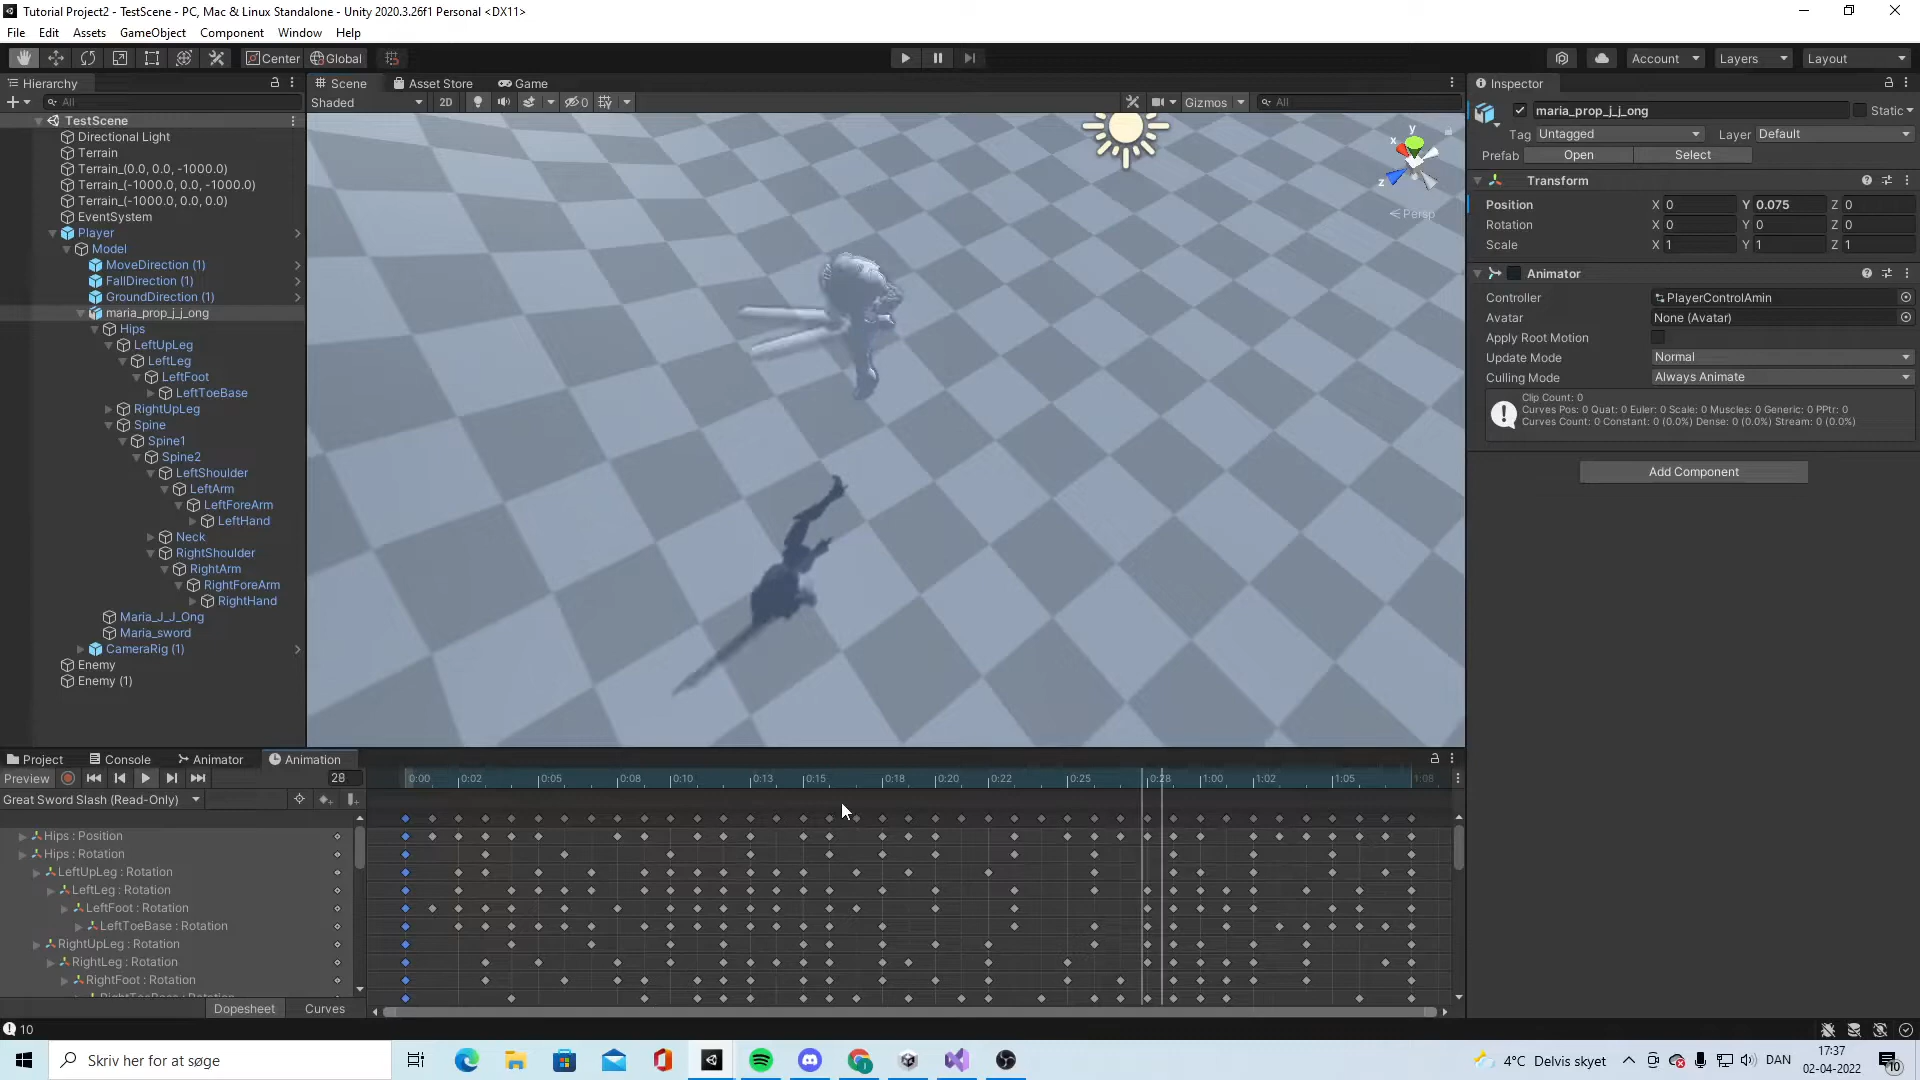 Tutorial Project2 - TestScene - PC, Mac & Linux Standalone - Unity 2020.3.26f1 Personal <DX11>
File Edit Assets GameObject Component Window Help
Center Global Account Layers Layout
Hierarchy
All
TestScene
Directional Light
Terrain
Terrain_(0.0, 0.0, -1000.0)
Terrain_(-1000.0, 0.0, -1000.0)
Terrain_(-1000.0, 0.0, 0.0)
EventSystem
Player
Model
MoveDirection (1)
FallDirection (1)
GroundDirection (1)
maria_prop_j_j_ong
Hips
LeftUpLeg
LeftLeg
LeftFoot
LeftToeBase
RightUpLeg
Spine
Spine1
Spine2
LeftShoulder
LeftArm
LeftForeArm
LeftHand
Neck
RightShoulder
RightArm
RightForeArm
RightHand
Maria_J_J_Ong
Maria_sword
CameraRig (1)
Enemy
Enemy (1)
Scene Asset Store Game
Shaded 2D 0 Gizmos All
y
x
z
Persp
Inspector
maria_prop_j_j_ong Static
Tag Untagged Layer Default
Prefab Open Select
Transform
Position X 0 Y 0.075 Z 0
Rotation X 0 Y 0 Z 0
Scale X 1 Y 1 Z 1
Animator
Controller PlayerControlAmin
Avatar None (Avatar)
Apply Root Motion
Update Mode Normal
Culling Mode Always Animate
Clip Count: 0
Curves Pos: 0 Quat: 0 Euler: 0 Scale: 0 Muscles: 0 Generic: 0 PPtr: 0
Curves Count: 0 Constant: 0 (0.0%) Dense: 0 (0.0%) Stream: 0 (0.0%)
Add Component
Project Console Animator Animation
Preview 28 0:00 0:02 0:05 0:08 0:10 0:13 0:15 0:18 0:20 0:22 0:25 0:28 1:00 1:02 1:05 1:08
Great Sword Slash (Read-Only)
Hips : Position
Hips : Rotation
LeftUpLeg : Rotation
LeftLeg : Rotation
LeftFoot : Rotation
LeftToeBase : Rotation
RightUpLeg : Rotation
RightLeg : Rotation
RightFoot : Rotation
RightToeBase : Rotation
Dopesheet Curves
10
Skriv her for at søge
4°C Delvis skyet DAN
17:37
02-04-2022
10